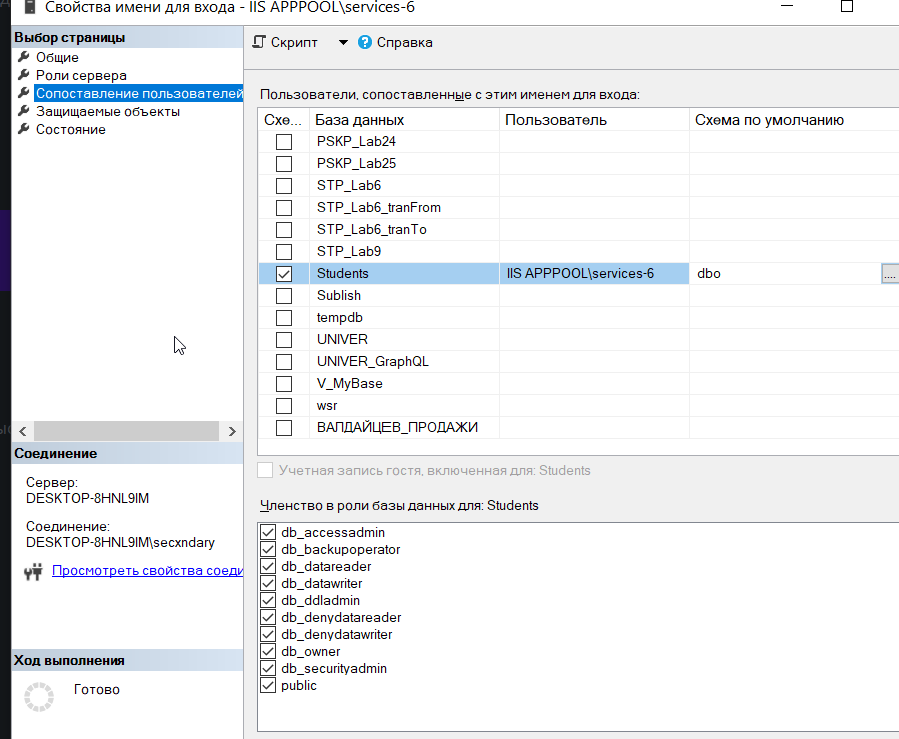 Свойства имени для входа - IIS APPPOOL\services-6
Выбор страницы
Общие
Роли сервера
Сопоставление пользователей
Защищаемые объекты
Состояние
Скрипт
Справка
Пользователи, сопоставленные с этим именем для входа:
Схе... База данных Пользователь Схема по умолчанию
PSKP_Lab24
PSKP_Lab25
STP_Lab6
STP_Lab6_tranFrom
STP_Lab6_tranTo
STP_Lab9
Students IIS APPPOOL\services-6 dbo ...
Sublish
tempdb
UNIVER
UNIVER_GraphQL
V_MyBase
wsr
ВАЛДАЙЦЕВ_ПРОДАЖИ
Учетная запись гостя, включенная для: Students
Членство в роли базы данных для: Students
db_accessadmin
db_backupoperator
db_datareader
db_datawriter
db_ddladmin
db_denydatareader
db_denydatawriter
db_owner
db_securityadmin
public
Соединение
Сервер:
DESKTOP-8HNL9IM
Соединение:
DESKTOP-8HNL9IM\secxndary
Просмотреть свойства соеди
Ход выполнения
Готово